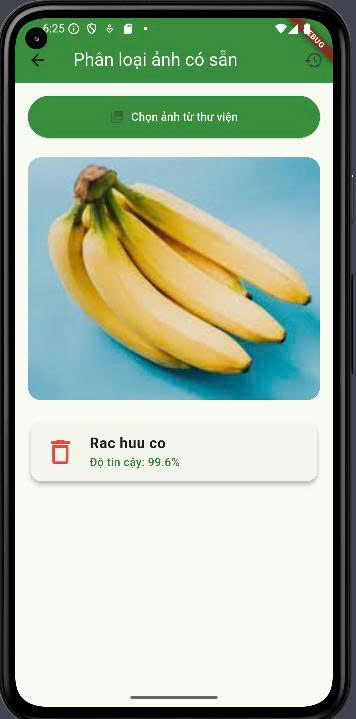 6:25
DEBUG
Phân loại ảnh có sẵn
Chọn ảnh từ thư viện
Rac huu co
Độ tin cậy: 99.6%